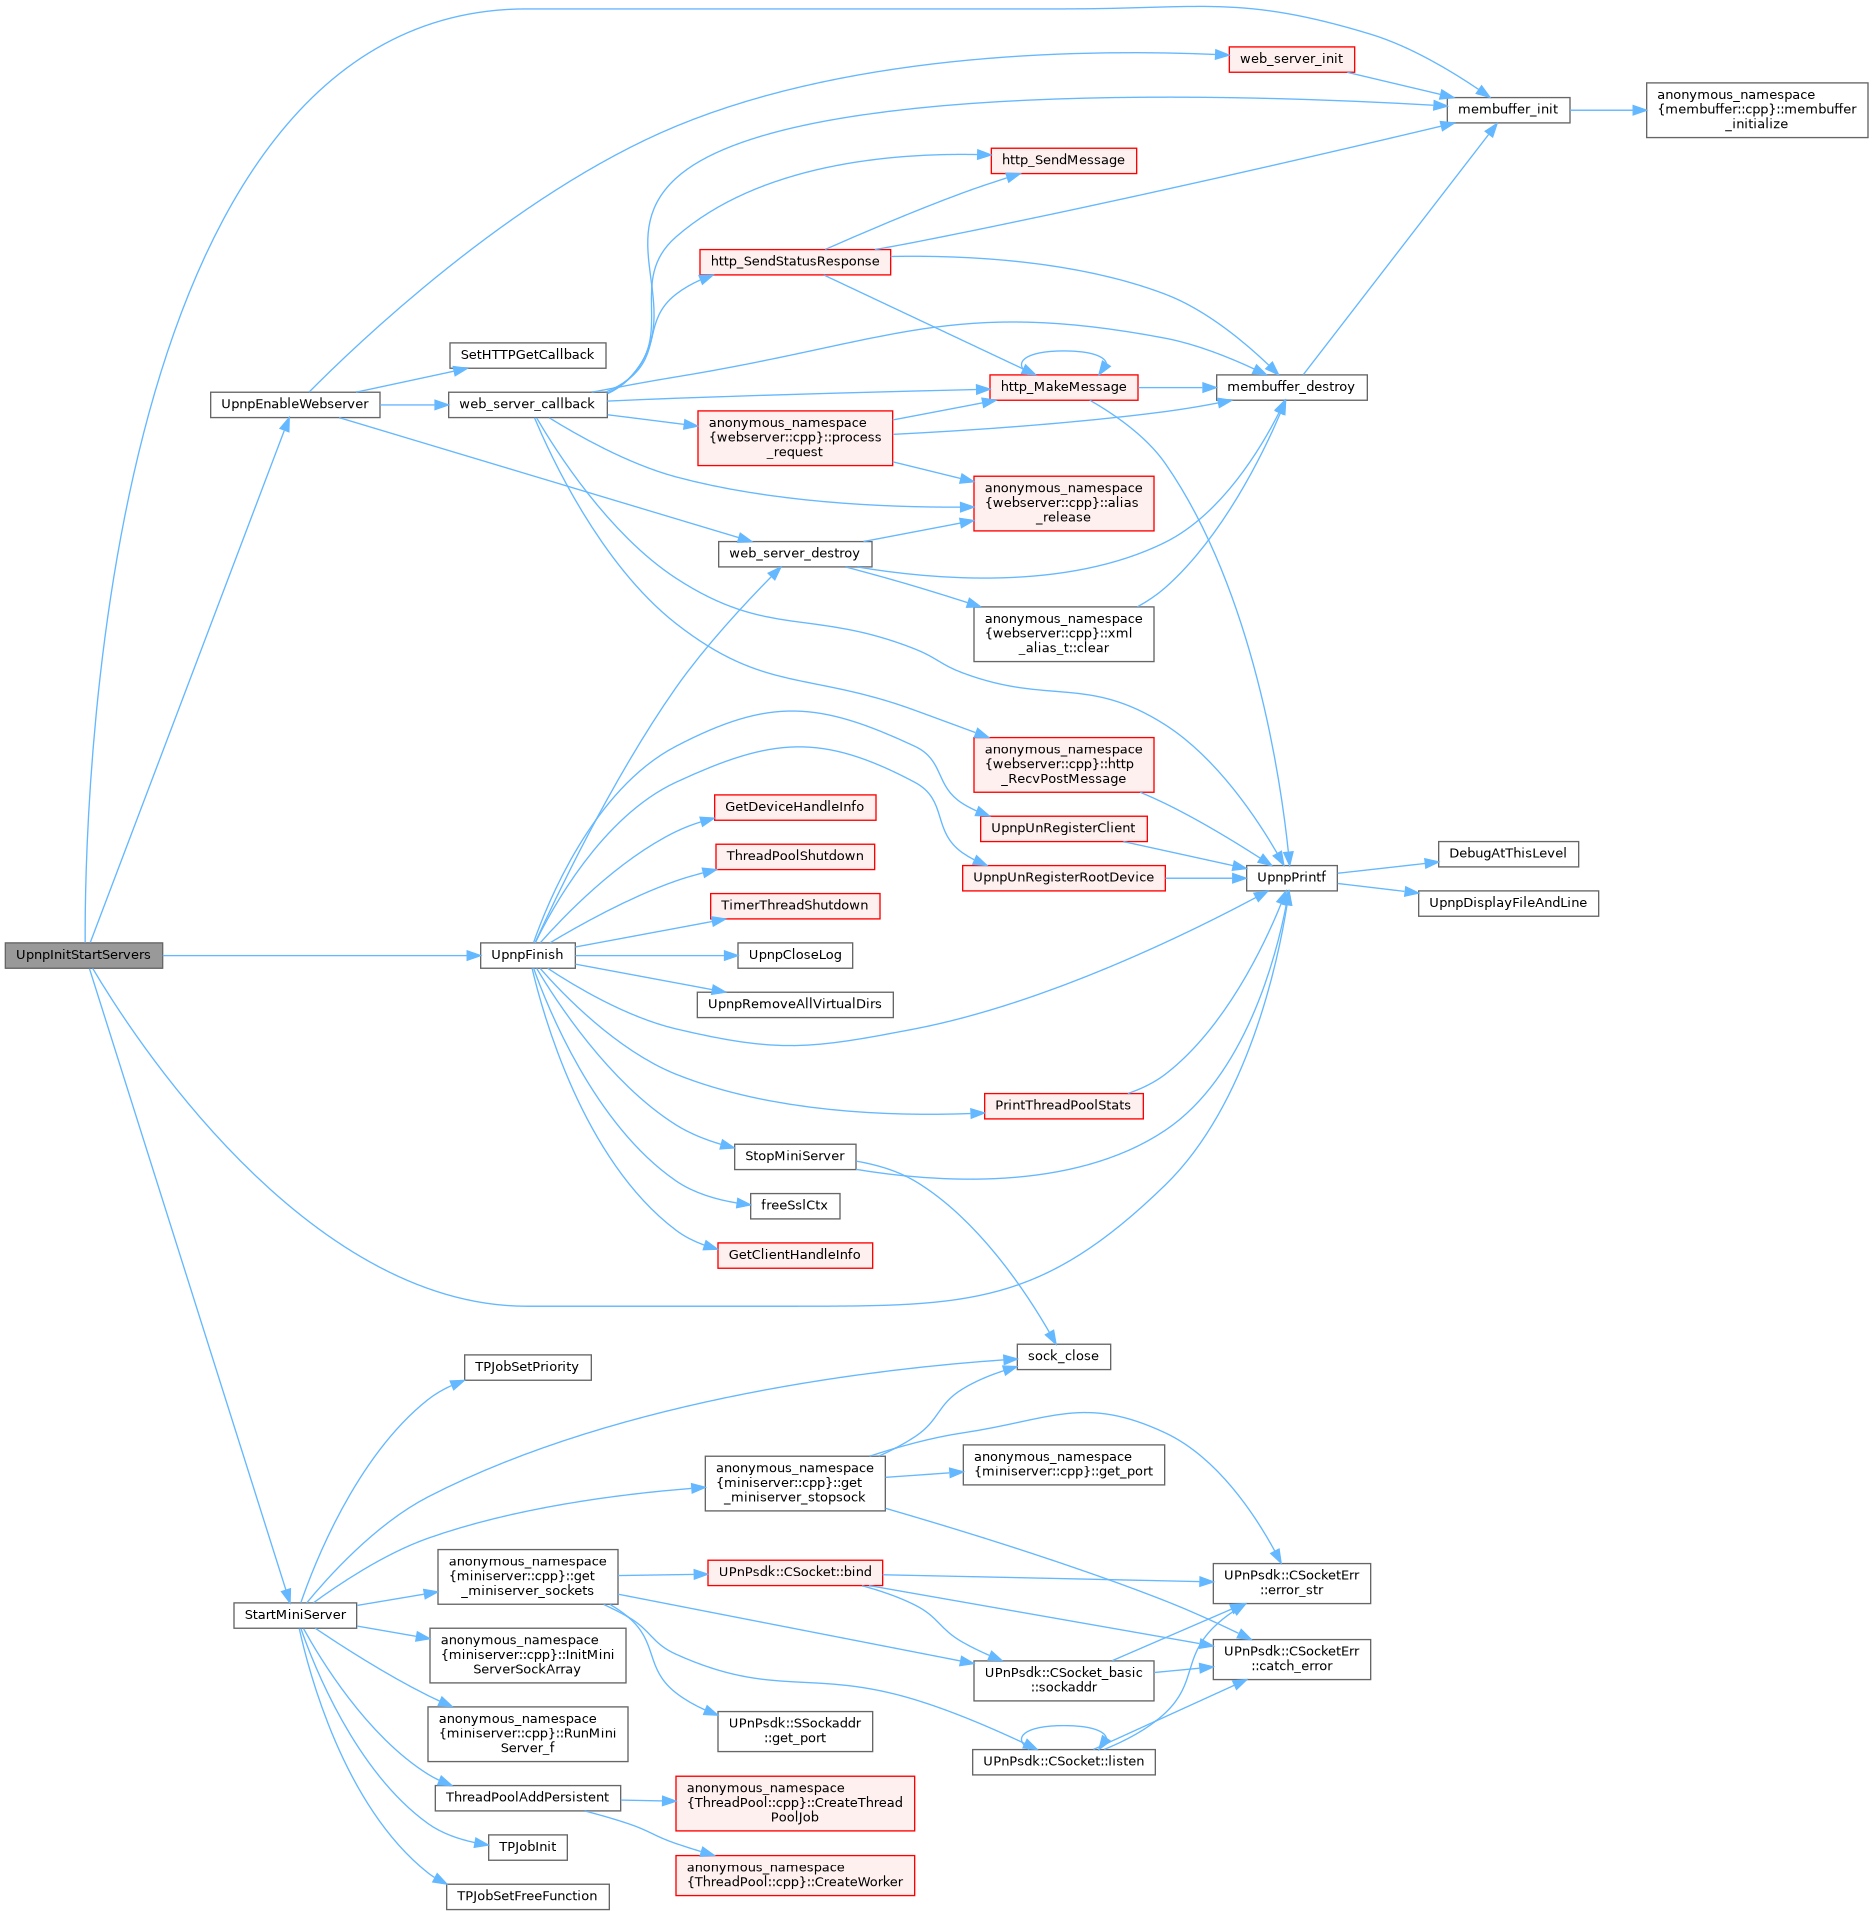 web_server_init
membuffer_init
anonymous_namespace
{membuffer::cpp}::membuffer
_initialize
http_SendMessage
http_SendStatusResponse
SetHTTPGetCallback
UpnpEnableWebserver
web_server_callback
http_MakeMessage
membuffer_destroy
anonymous_namespace
{webserver::cpp}::process
_request
anonymous_namespace
{webserver::cpp}::alias
_release
web_server_destroy
anonymous_namespace
{webserver::cpp}::xml
_alias_t::clear
anonymous_namespace
{webserver::cpp}::http
_RecvPostMessage
GetDeviceHandleInfo
UpnpUnRegisterClient
ThreadPoolShutdown
UpnpUnRegisterRootDevice
UpnpPrintf
DebugAtThisLevel
UpnpDisplayFileAndLine
TimerThreadShutdown
UpnpInitStartServers
UpnpFinish
UpnpCloseLog
UpnpRemoveAllVirtualDirs
PrintThreadPoolStats
StopMiniServer
freeSslCtx
GetClientHandleInfo
sock_close
TPJobSetPriority
anonymous_namespace
{miniserver::cpp}::get
_miniserver_stopsock
anonymous_namespace
{miniserver::cpp}::get_port
anonymous_namespace
{miniserver::cpp}::get
_miniserver_sockets
UPnPsdk::CSocket::bind
UPnPsdk::CSocketErr
::error_str
StartMiniServer
anonymous_namespace
{miniserver::cpp}::InitMini
ServerSockArray
UPnPsdk::CSocket_basic
::sockaddr
UPnPsdk::CSocketErr
::catch_error
anonymous_namespace
{miniserver::cpp}::RunMini
Server_f
UPnPsdk::SSockaddr
::get_port
UPnPsdk::CSocket::listen
ThreadPoolAddPersistent
anonymous_namespace
{ThreadPool::cpp}::CreateThread
PoolJob
TPJobInit
anonymous_namespace
{ThreadPool::cpp}::CreateWorker
TPJobSetFreeFunction